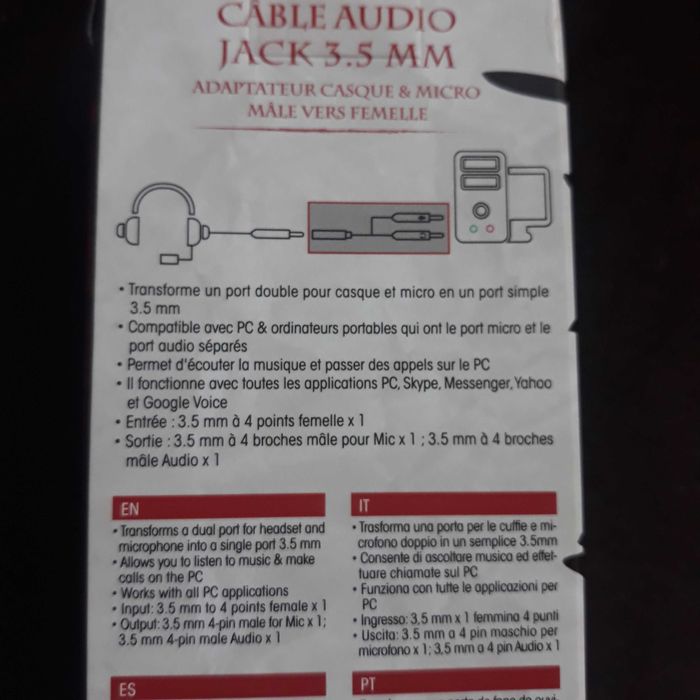 CÂBLE AUDIO
JACK 3.5 MM
ADAPTATEUR CASQUE & MICRO
MÂLE VERS FEMELLE
• Transforme un port double pour casque et micro en un port simple
3.5 mm
• Compatible avec PC & ordinateurs portables qui ont le port micro et le
port audio séparés
• Permet d'écouter la musique et passer des appels sur le PC
• Il fonctionne avec toutes les applications PC, Skype, Messenger, Yahoo
et Google Voice
• Entrée : 3.5 mm à 4 points femelle x 1
• Sortie : 3.5 mm à 4 broches mâle pour Mic x 1 ; 3.5 mm à 4 broches
mâle Audio x 1
EN
• Transforms a dual port for headset and
microphone into a single port 3.5 mm
• Allows you to listen to music & make
calls on the PC
• Works with all PC applications
• Input: 3.5 mm to 4 points female x 1
• Output: 3.5 mm 4-pin male for Mic x 1;
3.5 mm 4-pin male Audio x 1
IT
• Trasforma una porta per le cuffie e mi-
crofono doppio in un semplice 3.5mm
• Consente di ascoltare musica ed effet-
tuare chiamate sul PC
• Funziona con tutte le applicazioni per
PC
• Ingresso: 3,5 mm x 1 femmina 4 punti
• Uscita: 3.5 mm a 4 pin maschio per
microfono x 1; 3.5 mm a 4 pin Audio x 1
ES
PT